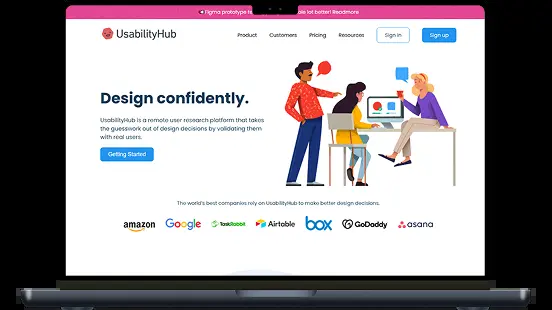 Figma prototype
lot better! Readmore
UsabilityHub
Product Customers Pricing Resources Sign in Sign up
Design confidently.
UsabilityHub is a remote user research platform that takes
the guesswork out of design decisions by validating them
with real users.
Getting Started
The world's best companies rely on UsabilityHub to make better design decisions.
amazon Google TaskRabbit Airtable box GoDaddy asana